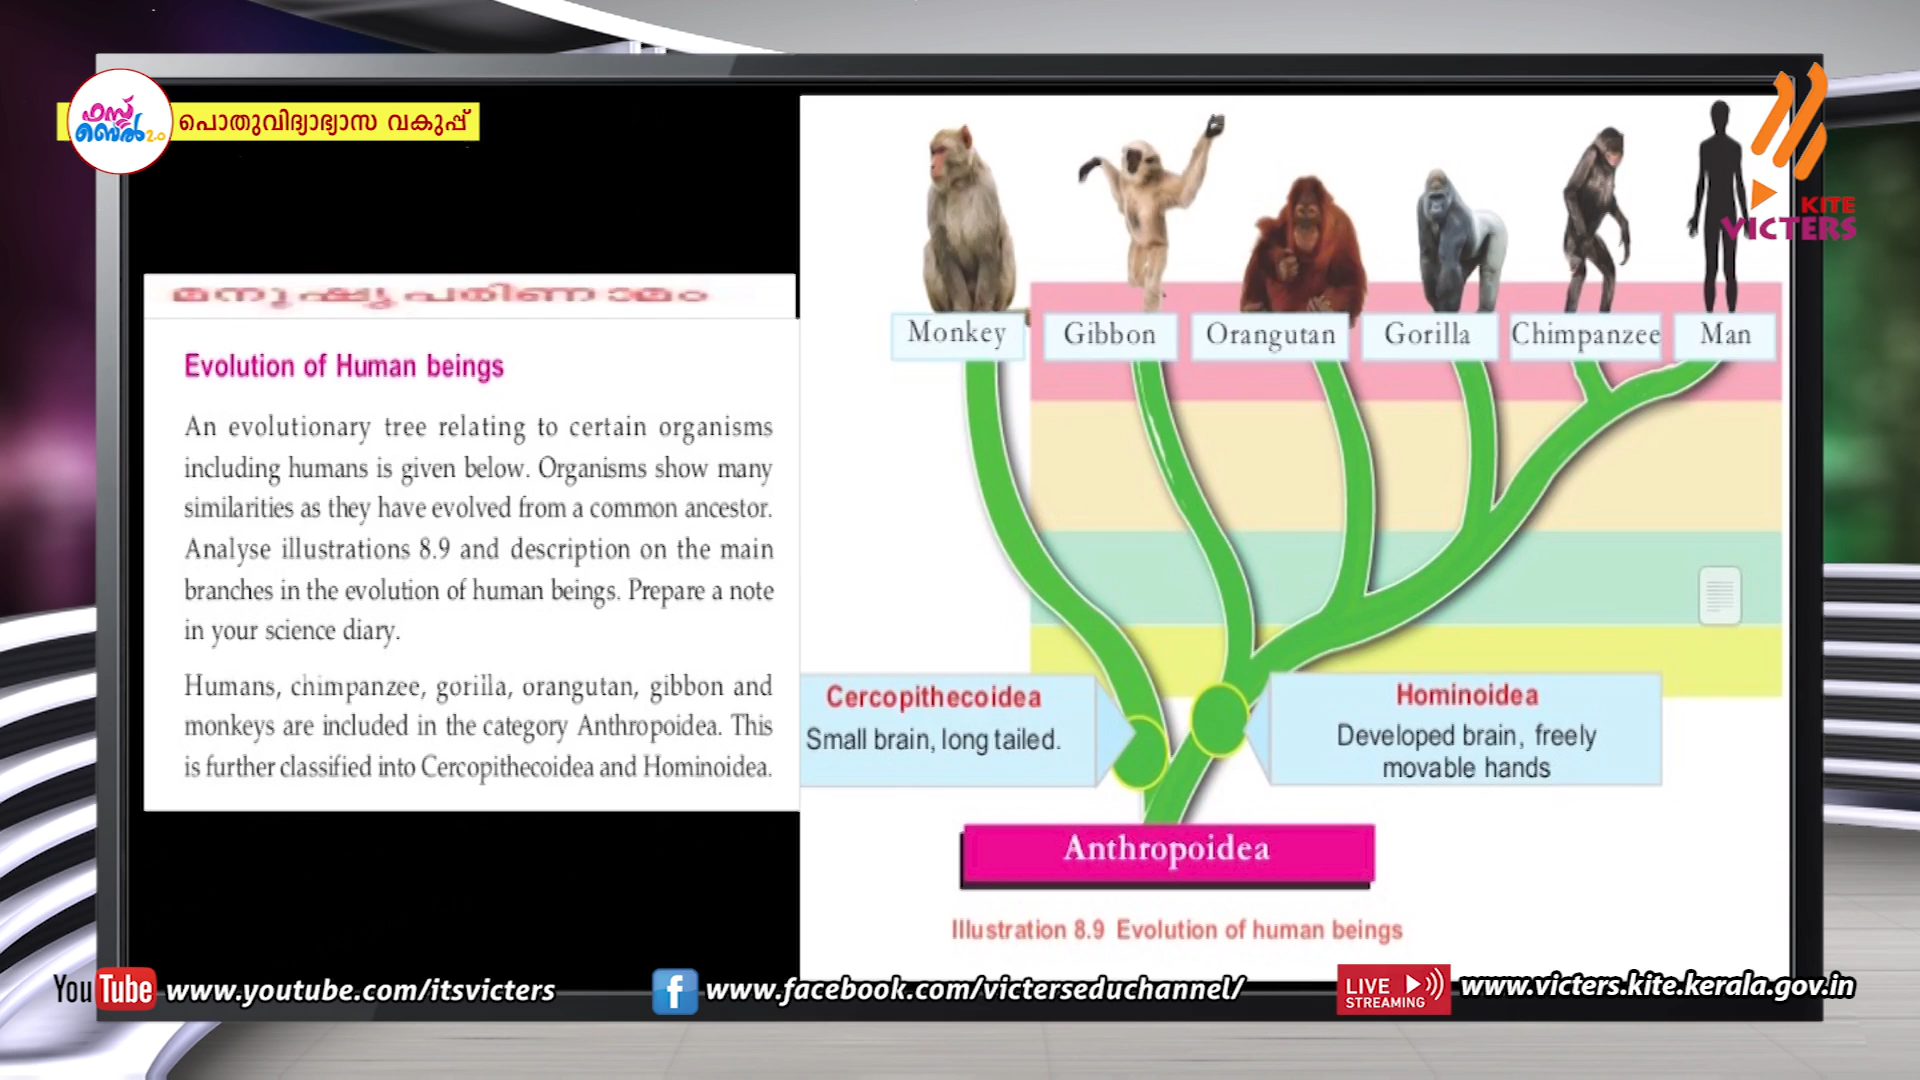 ഫസ്റ്റ്
ബെൽ 2.0
പൊതുവിദ്യാഭ്യാസ വകുപ്പ്
KITE
VICTERS
മനുഷ്യപരിണാമം
Evolution of Human beings
An evolutionary tree relating to certain organisms
including humans is given below. Organisms show many
similarities as they have evolved from a common ancestor.
Analyse illustrations 8.9 and description on the main
branches in the evolution of human beings. Prepare a note
in your science diary.
Humans, chimpanzee, gorilla, orangutan, gibbon and
monkeys are included in the category Anthropoidea. This
is further classified into Cercopithecoidea and Hominoidea.
Monkey
Gibbon
Orangutan
Gorilla
Chimpanzee
Man
Cercopithecoidea
Small brain, long tailed.
Hominoidea
Developed brain, freely
movable hands
Anthropoidea
Illustration 8.9 Evolution of human beings
YouTube www.youtube.com/itsvicters
f www.facebook.com/victerseduchannel/
LIVE
STREAMING
www.victers.kite.kerala.gov.in